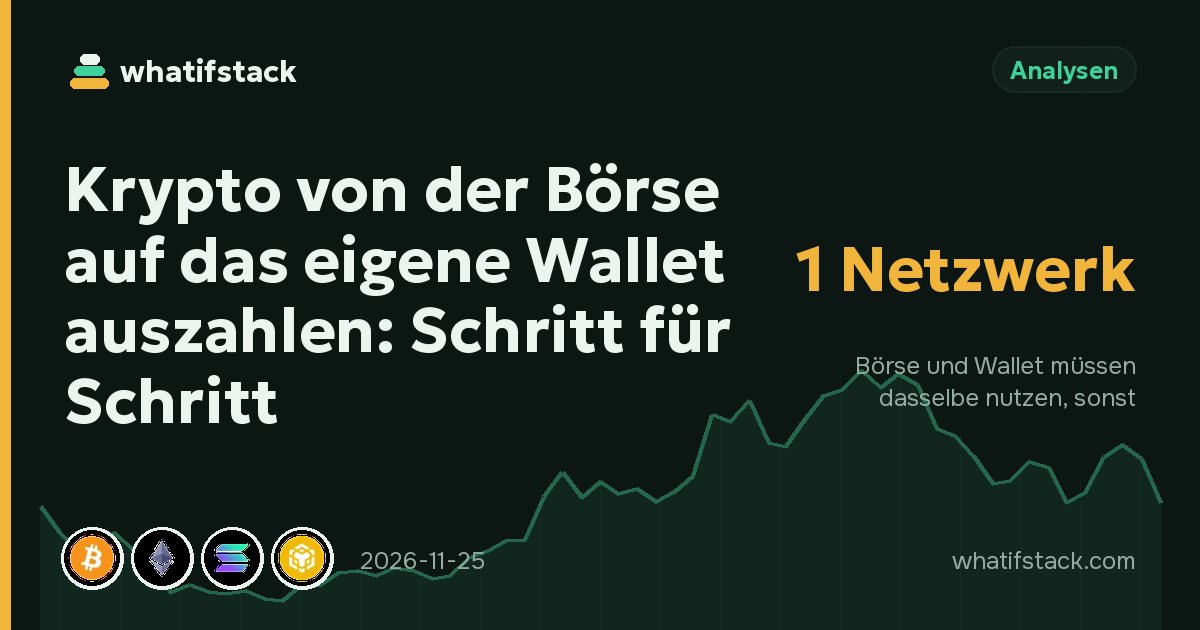 whatifstack
Analysen
Krypto von der Börse
auf das eigene Wallet
auszahlen: Schritt für
Schritt
1 Netzwerk
Börse und Wallet müssen
dasselbe nutzen, sonst
2026-11-25
whatifstack.com